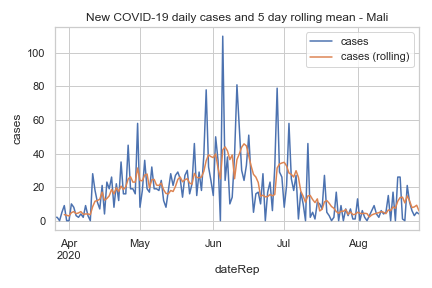 New COVID-19 daily cases and 5 day rolling mean - Mali
cases
cases (rolling)
100
80
60
40
20
0
cases
Apr
2020
May
Jun
Jul
Aug
dateRep